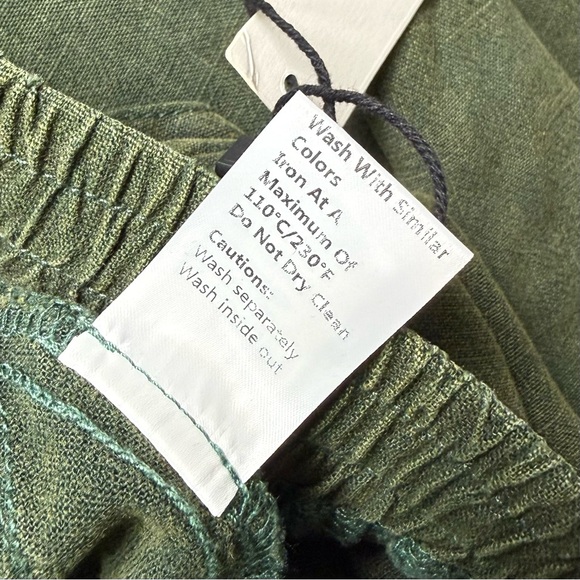 Wash With Similar
Colors
Iron At A
Maximum Of
110°C/230°F
Do Not Dry Clean
Cautions:
Wash separately
Wash inside out